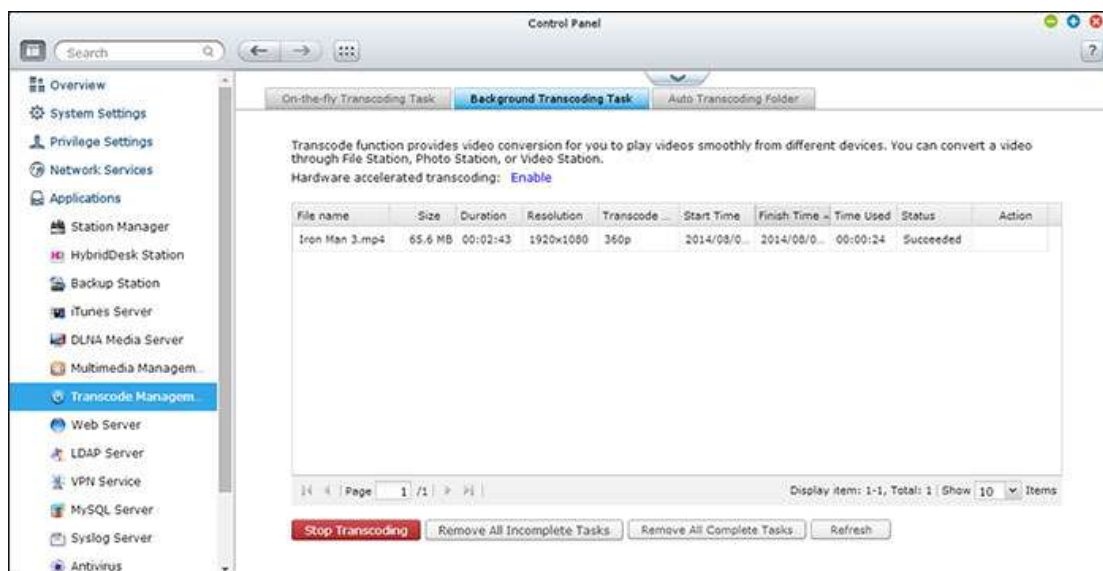 Control Panel
Search
?
Overview
System Settings
Privilege Settings
Network Services
Applications
Station Manager
HD HybridDesk Station
Backup Station
iTunes Server
DLNA Media Server
Multimedia Managem...
Transcode Managem...
Web Server
LDAP Server
VPN Service
MySQL Server
Syslog Server
Antivirus
On-the-fly Transcoding Task Background Transcoding Task Auto Transcoding Folder
Transcode function provides video conversion for you to play videos smoothly from different devices. You can convert a video
through File Station, Photo Station, or Video Station.
Hardware accelerated transcoding: Enable
File name Size Duration Resolution Transcode ... Start Time Finish Time Time Used Status Action
Iron Man 3.mp4 65.6 MB 00:02:43 1920x1080 360p 2014/08/0... 2014/08/0... 00:00:24 Succeeded
Page 1 /1 Display item: 1-1, Total: 1 Show 10 Items
Stop Transcoding Remove All Incomplete Tasks Remove All Complete Tasks Refresh